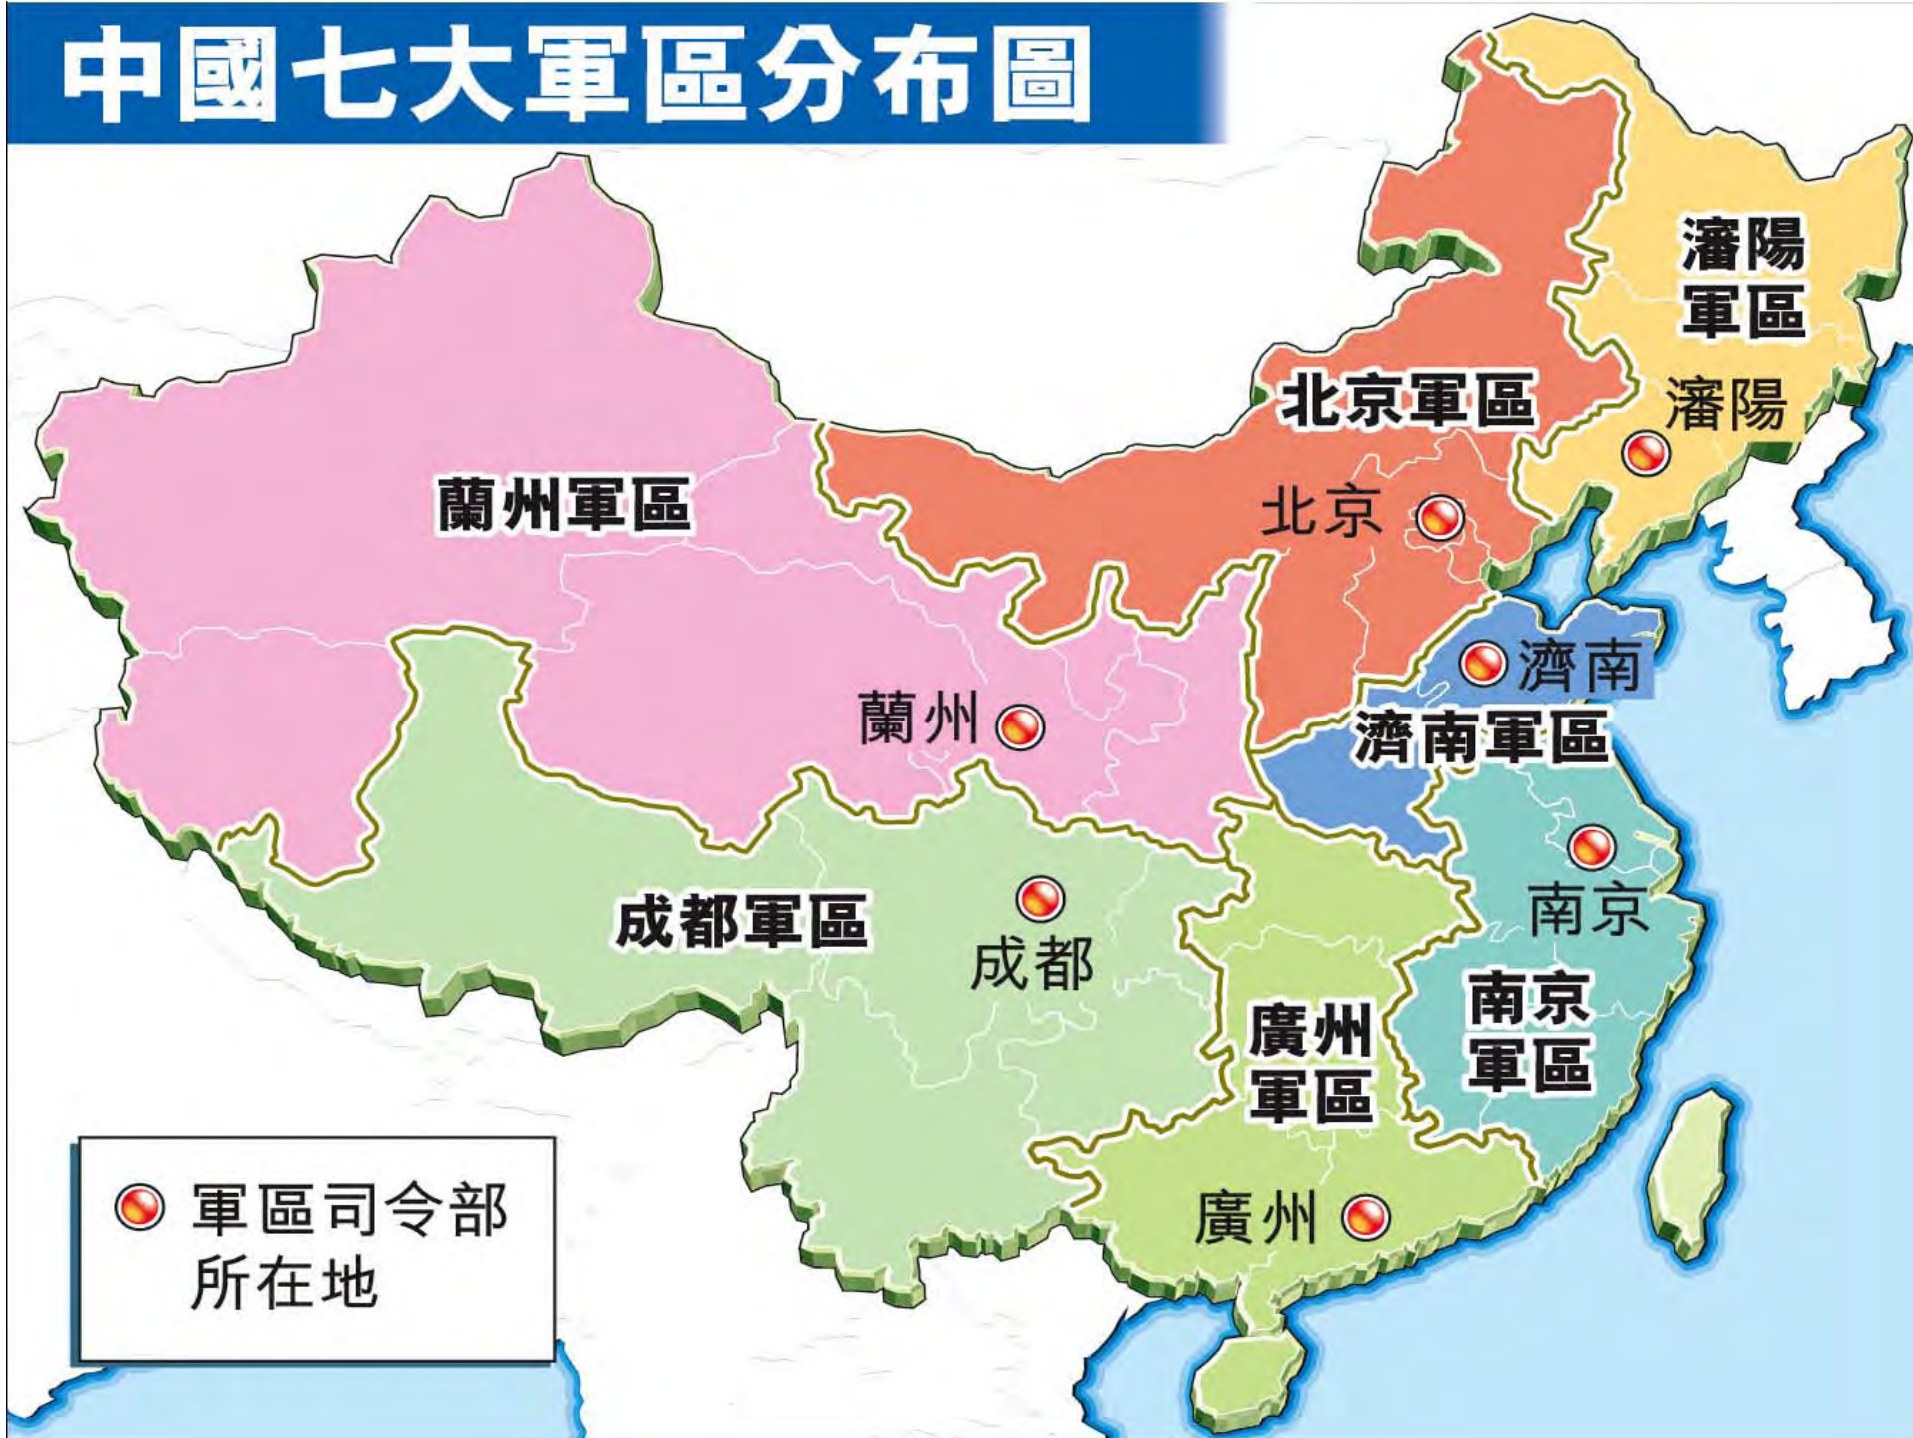 中國七大軍區分布圖
瀋陽
軍區
瀋陽
北京軍區
北京
蘭州軍區
蘭州
濟南
濟南軍區
南京
南京
軍區
成都軍區
成都
廣州
軍區
廣州
軍區司令部
所在地